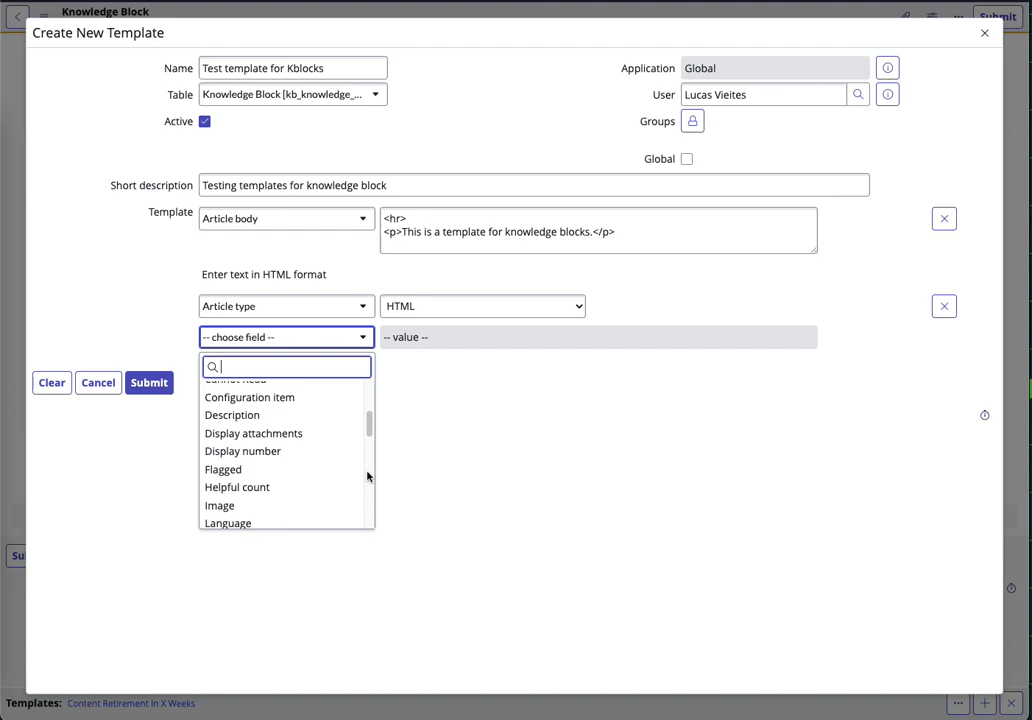 Knowledge Block
Submit
Create New Template
Name
Test template for Kblocks
Application
Global
Table
Knowledge Block [kb_knowledge_...
User
Lucas Vieites
Active
Groups
Global
Short description
Testing templates for knowledge block
Template
Article body
<hr>
<p>This is a template for knowledge blocks.</p>
Enter text in HTML format
Article type
HTML
-- choose field --
-- value --
Clear
Cancel
Submit
Cannot Read
Configuration item
Description
Display attachments
Display number
Flagged
Helpful count
Image
Language
Su
Templates:
Content Retirement In X Weeks